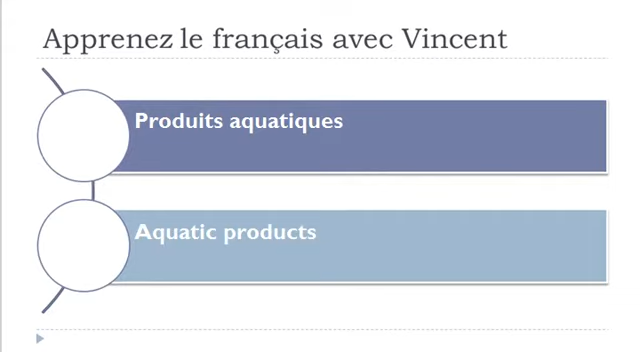 Apprenez le français avec Vincent
Produits aquatiques
Aquatic products